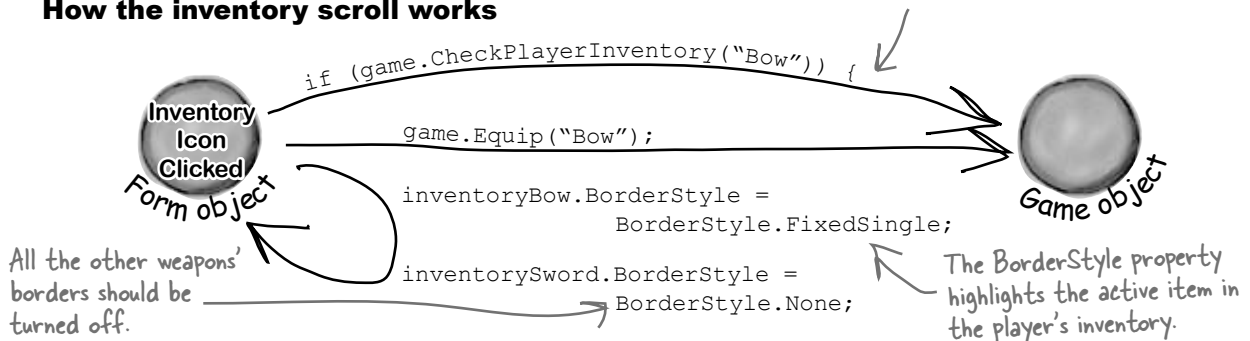 How the inventory scroll works
if (game.CheckPlayerInventory(“Bow”)) {
Inventory
Icon
Clicked
Form object
game.Equip(“Bow”);
Game object
inventoryBow.BorderStyle =
BorderStyle.FixedSingle;
All the other weapons’
borders should be
turned off.
inventorySword.BorderStyle =
BorderStyle.None;
The BorderStyle property
highlights the active item in
the player’s inventory.